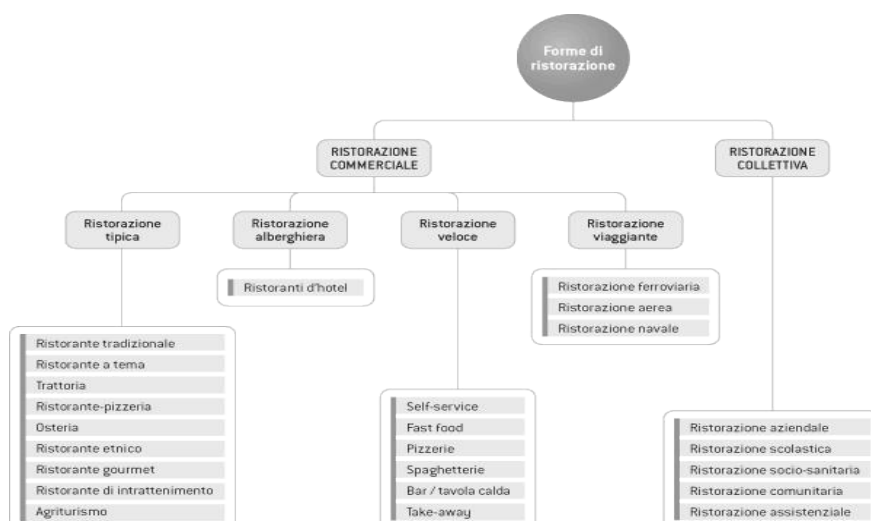 Forme di
ristorazione
RISTORAZIONE
COMMERCIALE
RISTORAZIONE
COLLETTIVA
Ristorazione
tipica
Ristorazione
alberghiera
Ristorazione
veloce
Ristorazione
viaggiante
Ristoranti d'hotel
Ristorazione ferroviaria
Ristorazione aerea
Ristorazione navale
Ristorante tradizionale
Ristorante a tema
Trattoria
Ristorante-pizzeria
Osteria
Ristorante etnico
Ristorante gourmet
Ristorante di intrattenimento
Agriturismo
Self-service
Fast food
Pizzerie
Spaghetterie
Bar / tavola calda
Take-away
Ristorazione aziendale
Ristorazione scolastica
Ristorazione socio-sanitaria
Ristorazione comunitaria
Ristorazione assistenziale